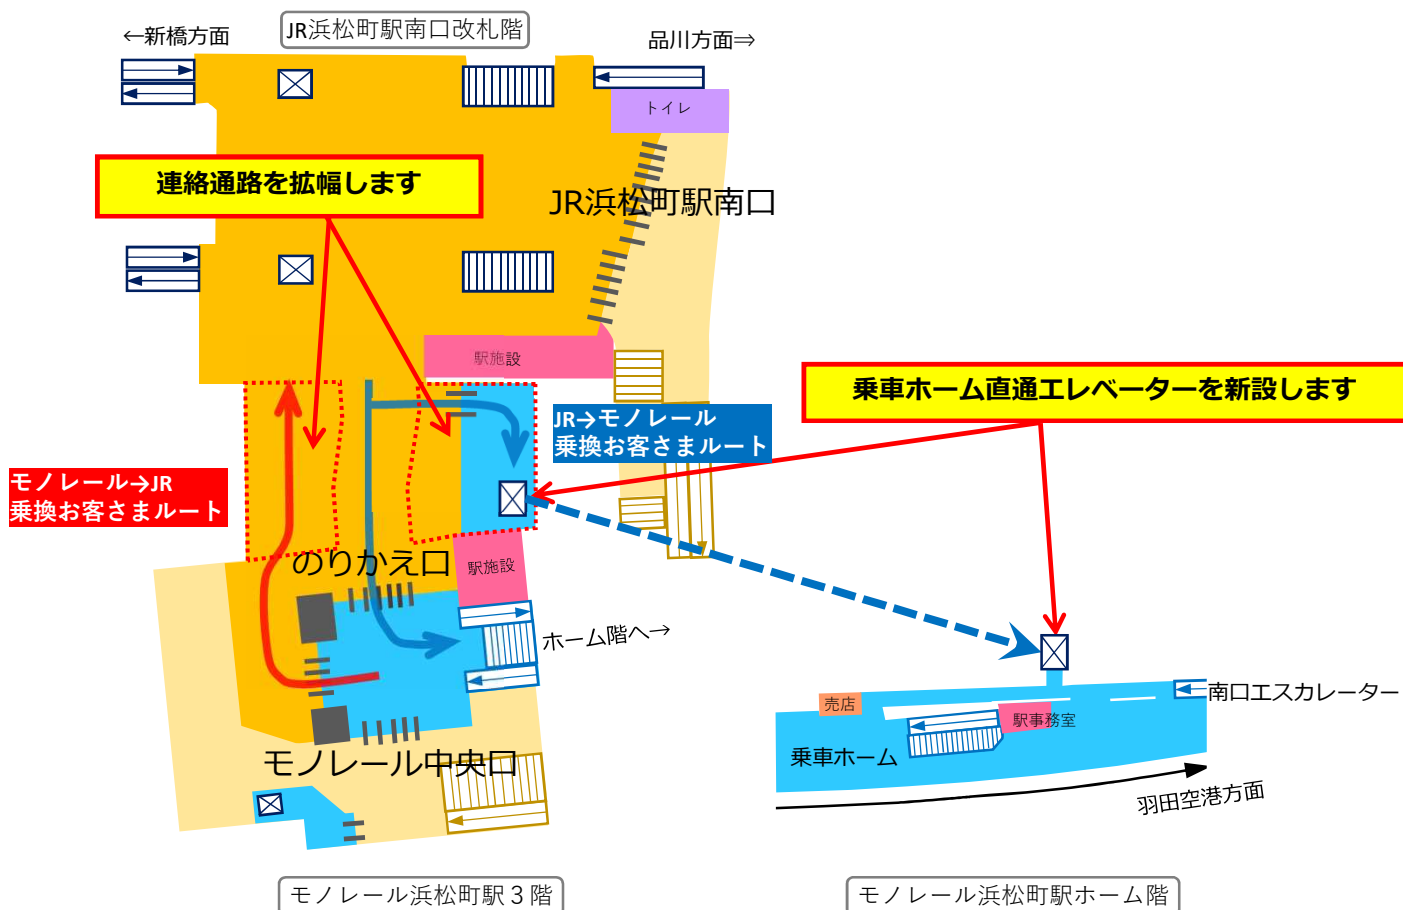 JR浜松町駅南口改札階
←新橋方面
品川方面⇒
トイレ
連絡通路を拡幅します
JR浜松町駅南口
駅施設
乗車ホーム直通エレベーターを新設します
JR→モノレール
乗換お客さまルート
モノレール→JR
乗換お客さまルート
のりかえ口
駅施設
ホーム階へ→
南口エスカレーター
売店
駅事務室
乗車ホーム
モノレール中央口
羽田空港方面
モノレール浜松町駅３階
モノレール浜松町駅ホーム階